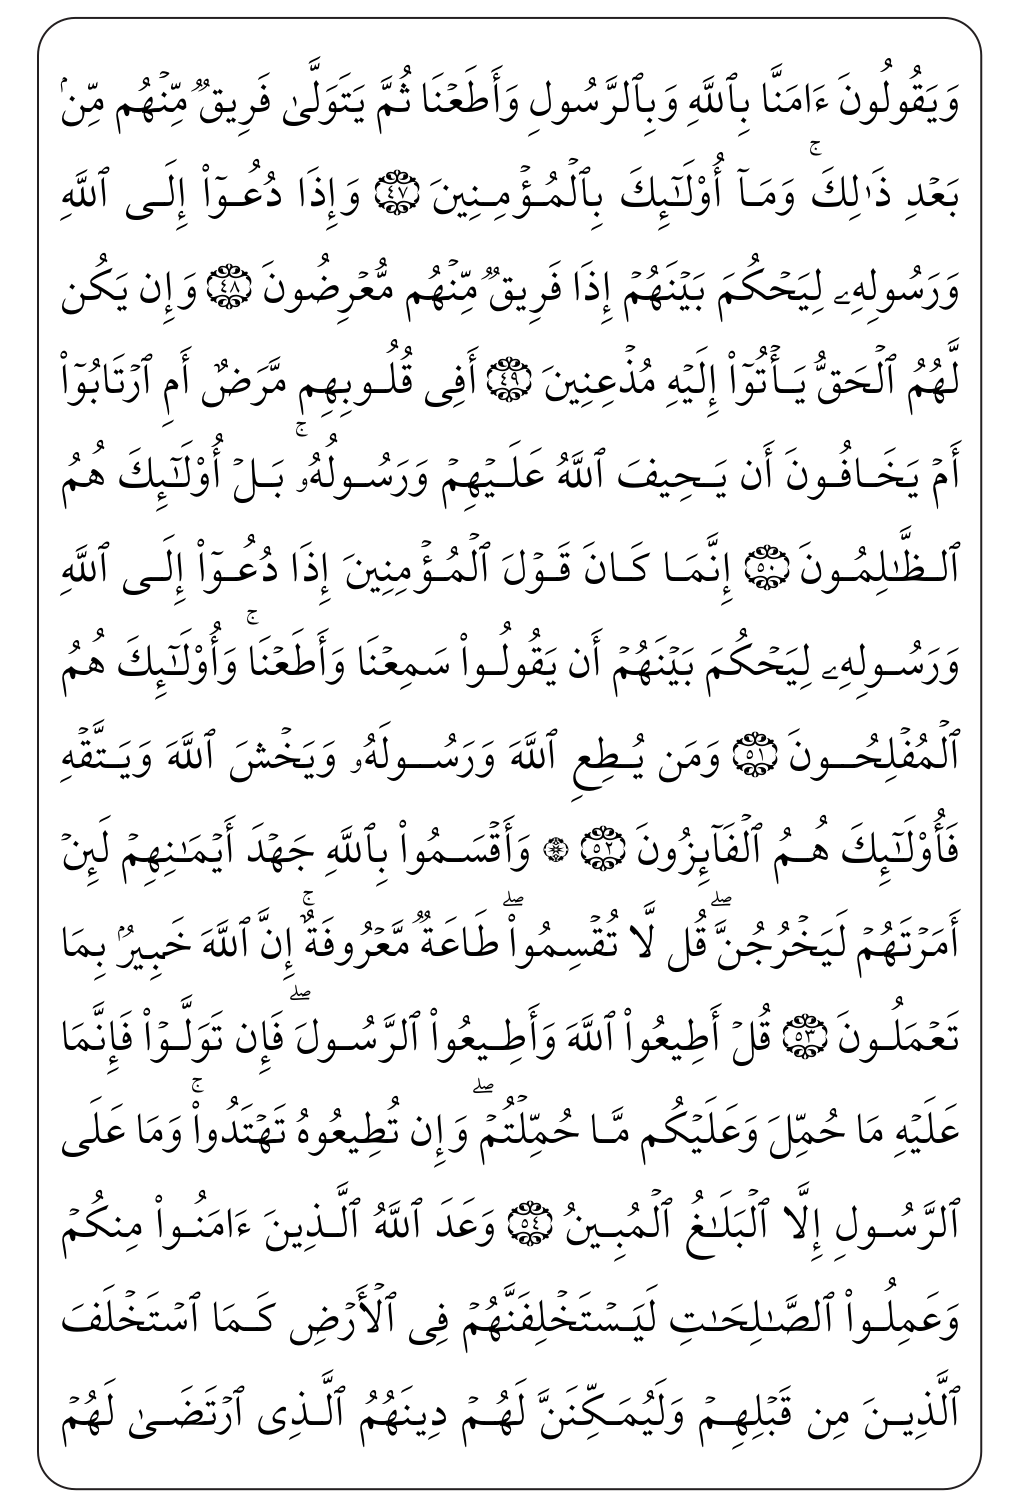 وَيَقُولُونَ ءَامَنَّا بِٱللَّهِ وَبِٱلرَّسُولِ وَأَطَعۡنَا ثُمَّ يَتَوَلَّىٰ فَرِيقٞ مِّنۡهُم مِّنۢ
بَعۡدِ ذَٰلِكَۚ وَمَآ أُوْلَـٰٓئِكَ بِٱلۡمُؤۡمِنِينَ ٤٧ وَإِذَا دُعُوٓاْ إِلَى ٱللَّهِ
وَرَسُولِهِۦ لِيَحۡكُمَ بَيۡنَهُمۡ إِذَا فَرِيقٞ مِّنۡهُم مُّعۡرِضُونَ ٤٨ وَإِن يَكُن
لَّهُمُ ٱلۡحَقُّ يَأۡتُوٓاْ إِلَيۡهِ مُذۡعِنِينَ ٤٩ أَفِى قُلُوبِهِم مَّرَضٌ أَمِ ٱرۡتَابُوٓاْ
أَمۡ يَخَافُونَ أَن يَحِيفَ ٱللَّهُ عَلَيۡهِمۡ وَرَسُولُهُۥۚ بَلۡ أُوْلَـٰٓئِكَ هُمُ
ٱلظَّـٰلِمُونَ ٥٠ إِنَّمَا كَانَ قَوۡلَ ٱلۡمُؤۡمِنِينَ إِذَا دُعُوٓاْ إِلَى ٱللَّهِ
وَرَسُولِهِۦ لِيَحۡكُمَ بَيۡنَهُمۡ أَن يَقُولُواْ سَمِعۡنَا وَأَطَعۡنَاۚ وَأُوْلَـٰٓئِكَ هُمُ
ٱلۡمُفۡلِحُونَ ٥١ وَمَن يُطِعِ ٱللَّهَ وَرَسُولَهُۥ وَيَخۡشَ ٱللَّهَ وَيَتَّقۡهِ
فَأُوْلَـٰٓئِكَ هُمُ ٱلۡفَآئِزُونَ ٥٢ ۞ وَأَقۡسَمُواْ بِٱللَّهِ جَهۡدَ أَيۡمَـٰنِهِمۡ لَئِنۡ
أَمَرۡتَهُمۡ لَيَخۡرُجُنَّۖ قُل لَّا تُقۡسِمُواْۖ طَاعَةٞ مَّعۡرُوفَةٌۚ إِنَّ ٱللَّهَ خَبِيرُۢ بِمَا
تَعۡمَلُونَ ٥٣ قُلۡ أَطِيعُواْ ٱللَّهَ وَأَطِيعُواْ ٱلرَّسُولَۖ فَإِن تَوَلَّوۡاْ فَإِنَّمَا
عَلَيۡهِ مَا حُمِّلَ وَعَلَيۡكُم مَّا حُمِّلۡتُمۡۖ وَإِن تُطِيعُوهُ تَهۡتَدُواْۚ وَمَا عَلَى
ٱلرَّسُولِ إِلَّا ٱلۡبَلَـٰغُ ٱلۡمُبِينُ ٥٤ وَعَدَ ٱللَّهُ ٱلَّذِينَ ءَامَنُواْ مِنكُمۡ
وَعَمِلُواْ ٱلصَّـٰلِحَـٰتِ لَيَسۡتَخۡلِفَنَّهُمۡ فِى ٱلۡأَرۡضِ كَمَا ٱسۡتَخۡلَفَ
ٱلَّذِينَ مِن قَبۡلِهِمۡ وَلَيُمَكِّنَنَّ لَهُمۡ دِينَهُمُ ٱلَّذِى ٱرۡتَضَىٰ لَهُمۡ